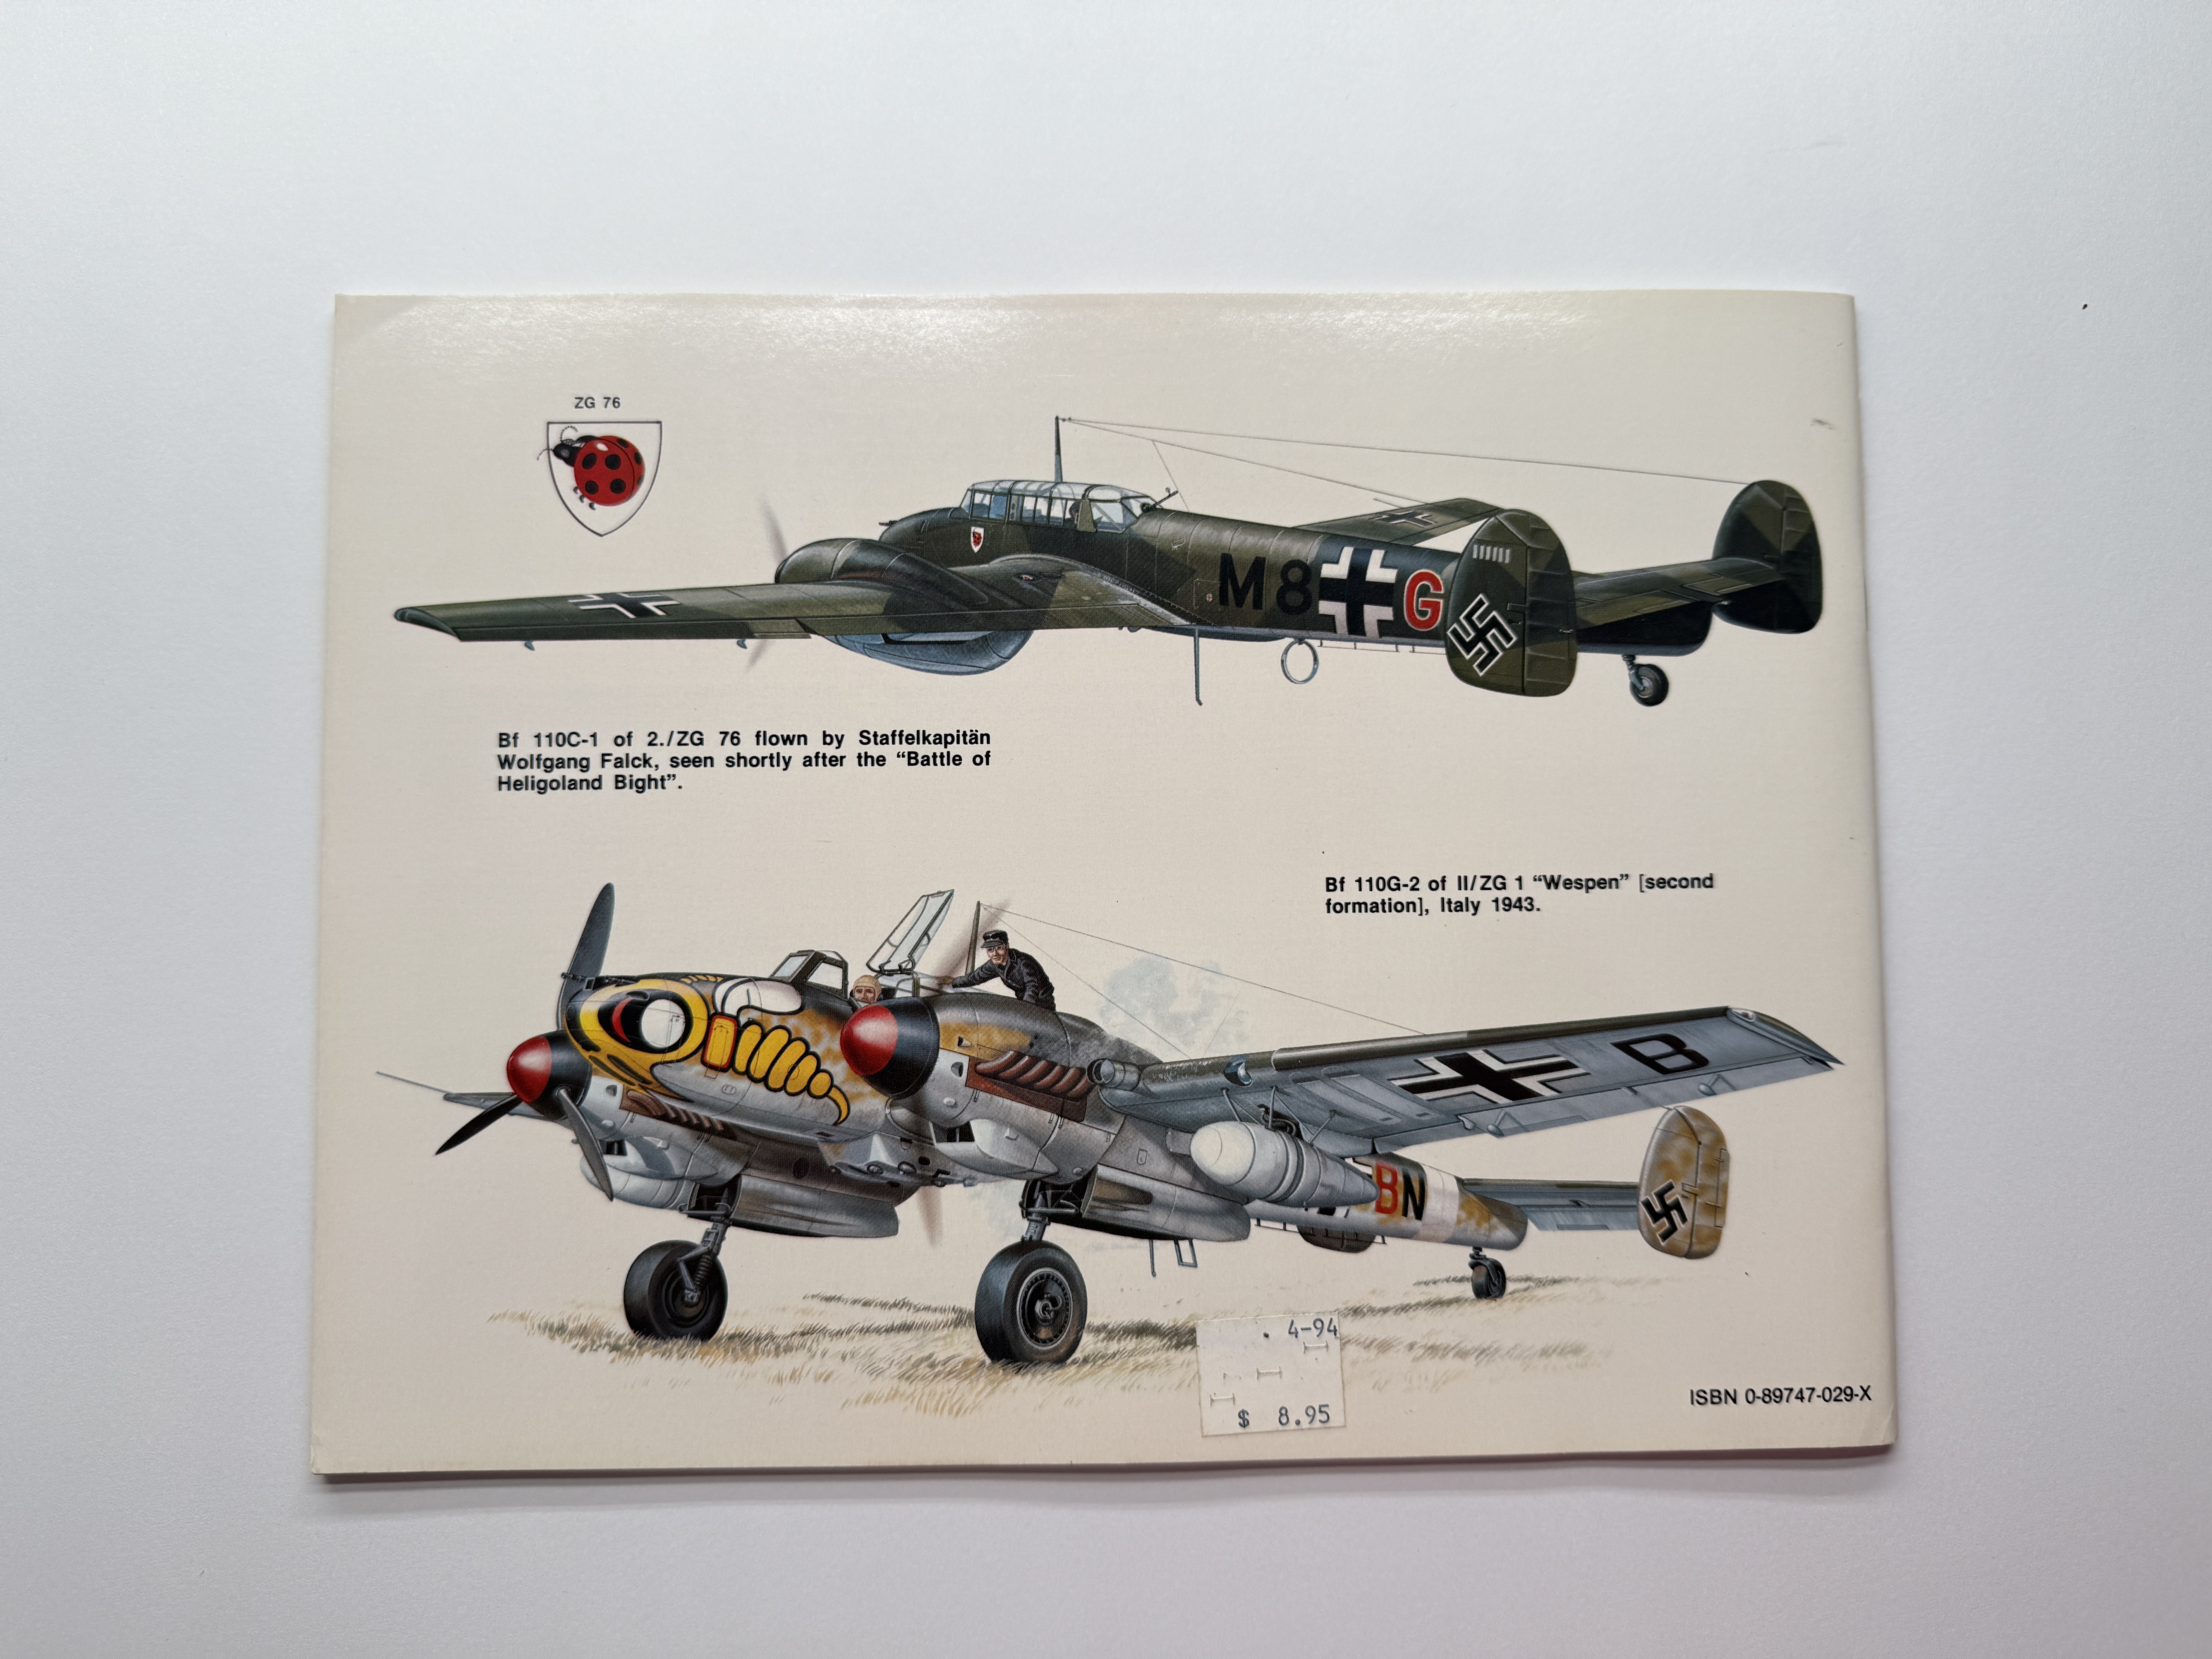 ZG 76
M8 G
Bf 110C-1 of 2./ZG 76 flown by Staffelkapitän
Wolfgang Falck, seen shortly after the “Battle of
Heligoland Bight”.
Bf 110G-2 of II/ZG 1 “Wespen” [second
formation], Italy 1943.
B
BN
4-94
$ 8.95
ISBN 0-89747-029-X